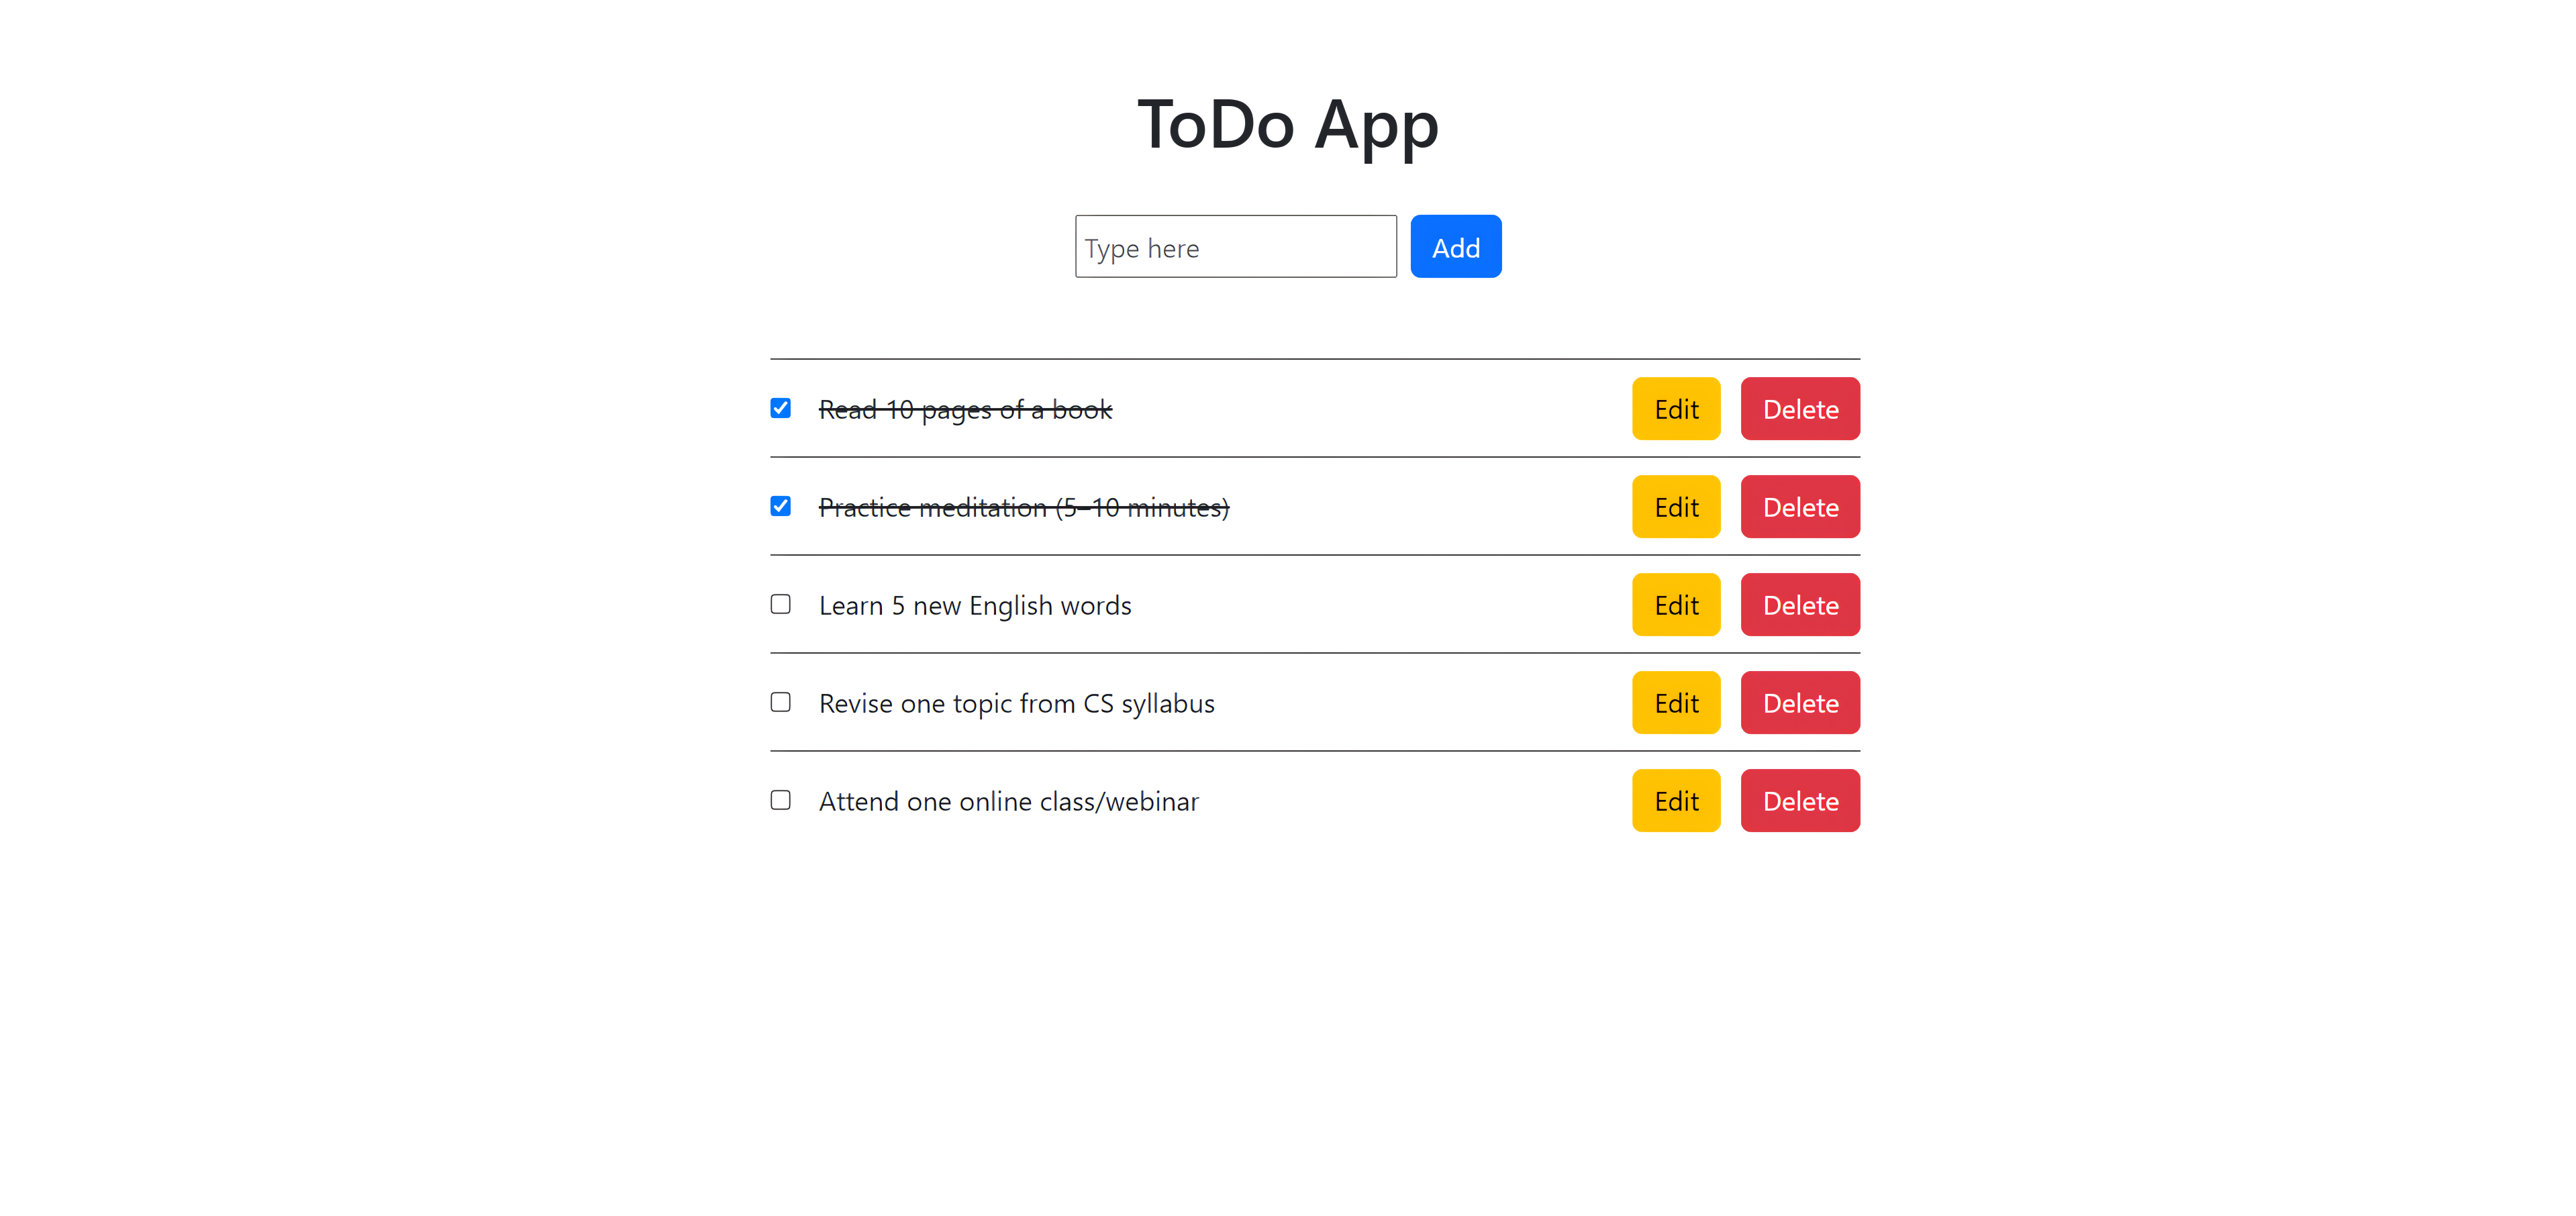 ToDo App
Type here Add
Read 10 pages of a book Edit Delete
Practice meditation (5–10 minutes) Edit Delete
Learn 5 new English words Edit Delete
Revise one topic from CS syllabus Edit Delete
Attend one online class/webinar Edit Delete